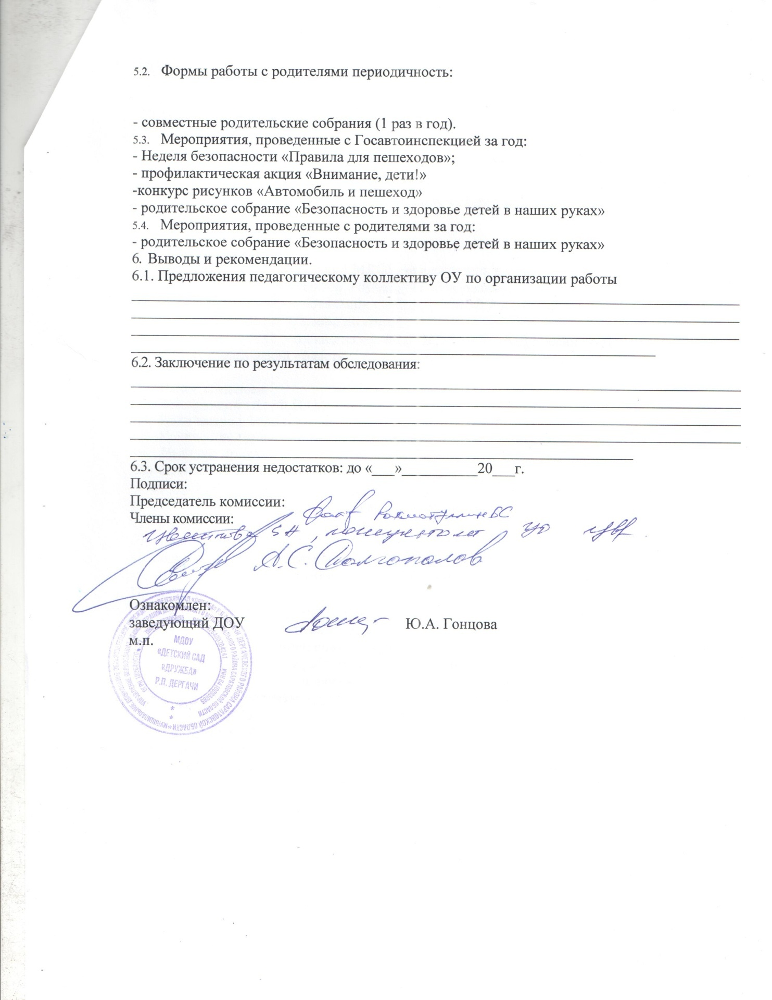 5.2. Формы работы с родителями периодичность:
- совместные родительские собрания (1 раз в год).
5.3. Мероприятия, проведенные с Госавтоинспекцией за год:
- Неделя безопасности «Правила для пешеходов»;
- профилактическая акция «Внимание, дети!»
-конкурс рисунков «Автомобиль и пешеход»
- родительское собрание «Безопасность и здоровье детей в наших руках»
5.4. Мероприятия, проведенные с родителями за год:
- родительское собрание «Безопасность и здоровье детей в наших руках»
6. Выводы и рекомендации.
6.1. Предложения педагогическому коллективу ОУ по организации работы
6.2. Заключение по результатам обследования:
6.3. Срок устранения недостатков: до «___»__________20___г.
Подписи:
Председатель комиссии:
Рахматуллин БС
Члены комиссии:
консультант УО
А.С. Долгополов
Ознакомлен:
заведующий ДОУ Ю.А. Гонцова
м.п.
МДОУ
«ДЕТСКИЙ САД
«ДРУЖБА»
Р.П. ДЕРГАЧИ